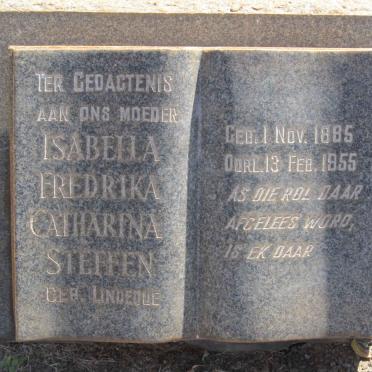 TER GEDAGTENIS
AAN ONS MOEDER
ISABELLA
FREDRIKA
CATHARINA
STEFFEN
GEB. LINDEQUE
GEB. 1 NOV. 1885
OORL. 13 FEB. 1955
AS DIE ROL DAAR
AFGELEES WORD,
IS EK DAAR